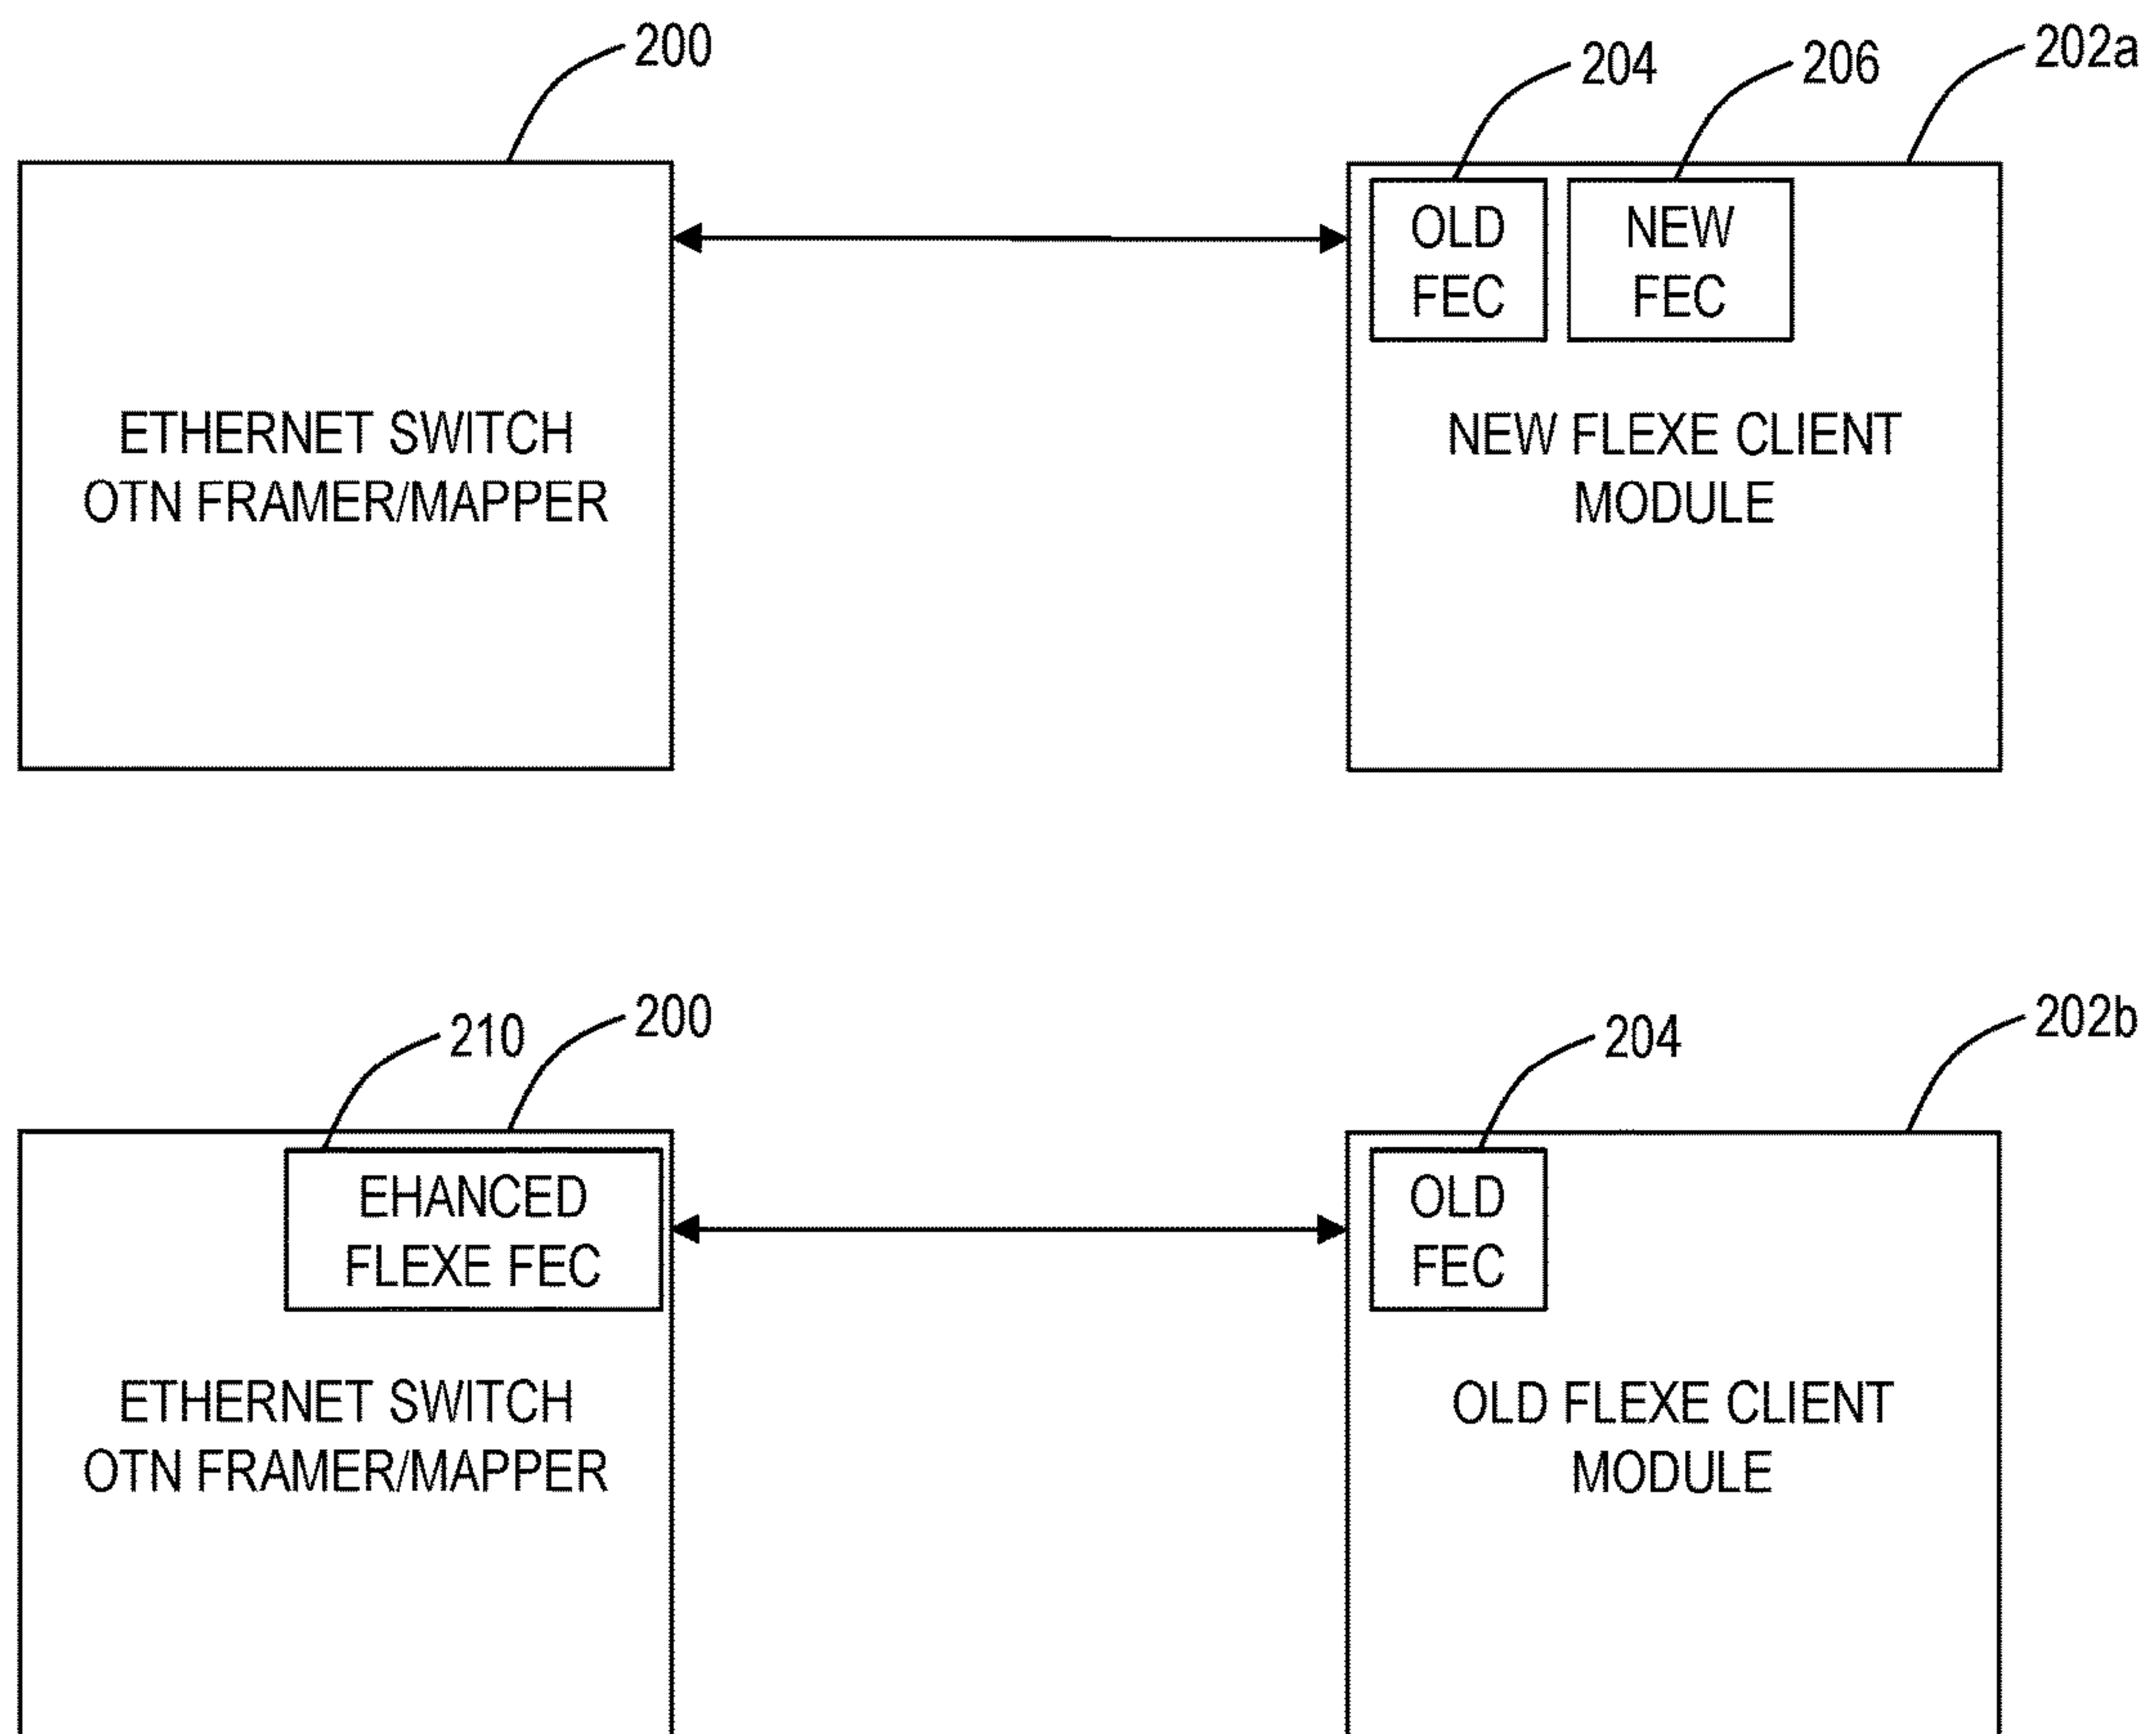 200
204
206
202a
OLD
FEC
NEW
FEC
ETHERNET SWITCH
OTN FRAMER/MAPPER
NEW FLEXE CLIENT
MODULE
210
200
204
202b
EHANCED
FLEXE FEC
OLD
FEC
ETHERNET SWITCH
OTN FRAMER/MAPPER
OLD FLEXE CLIENT
MODULE